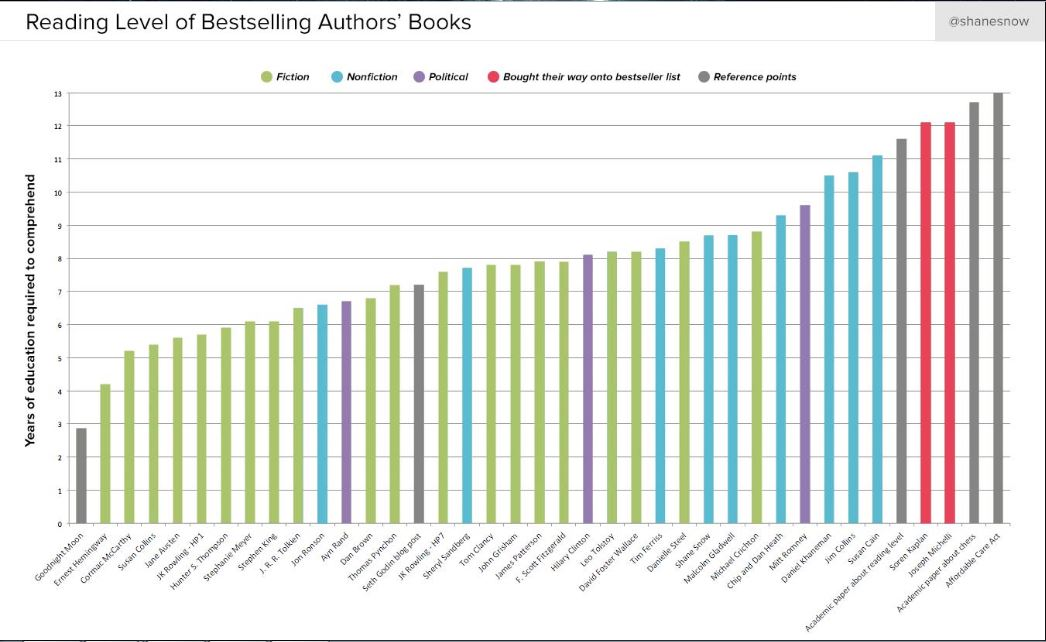 Reading Level of Bestselling Authors’ Books
@shanesnow
Fiction
Nonfiction
Political
Bought their way onto bestseller list
Reference points
Years of education required to comprehend
13
12
11
10
9
8
7
6
5
4
3
2
1
0
Goodnight Moon
Ernest Hemingway
Cormac McCarthy
Susan Collins
Jane Austen
JK Rowling - HP1
Hunter S. Thompson
Stephanie Meyer
Stephen King
J. R. R. Tolkien
Jon Ronson
Ayn Rand
Dan Brown
Thomas Pynchon
Seth Godin blog post
JK Rowling - HP7
Sheryl Sandberg
Tom Clancy
John Grisham
James Patterson
F. Scott Fitzgerald
Hilary Clinton
Leo Tolstoy
David Foster Wallace
Tim Ferriss
Danielle Steel
Shane Snow
Malcolm Gladwell
Michael Crichton
Chip and Dan Heath
Mitt Romney
Daniel Khaneman
Jim Collins
Susan Cain
Academic paper about reading level
Soren Kaplan
Joseph Michelli
Academic paper about chess
Affordable Care Act